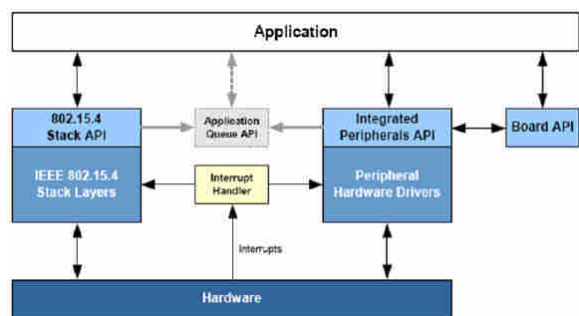 Application
802.15.4
Stack API
Application
Queue API
Integrated
Peripherals API
Board API
IEEE 802.15.4
Stack Layers
Interrupt
Handler
Peripheral
Hardware Drivers
Interrupts
Hardware